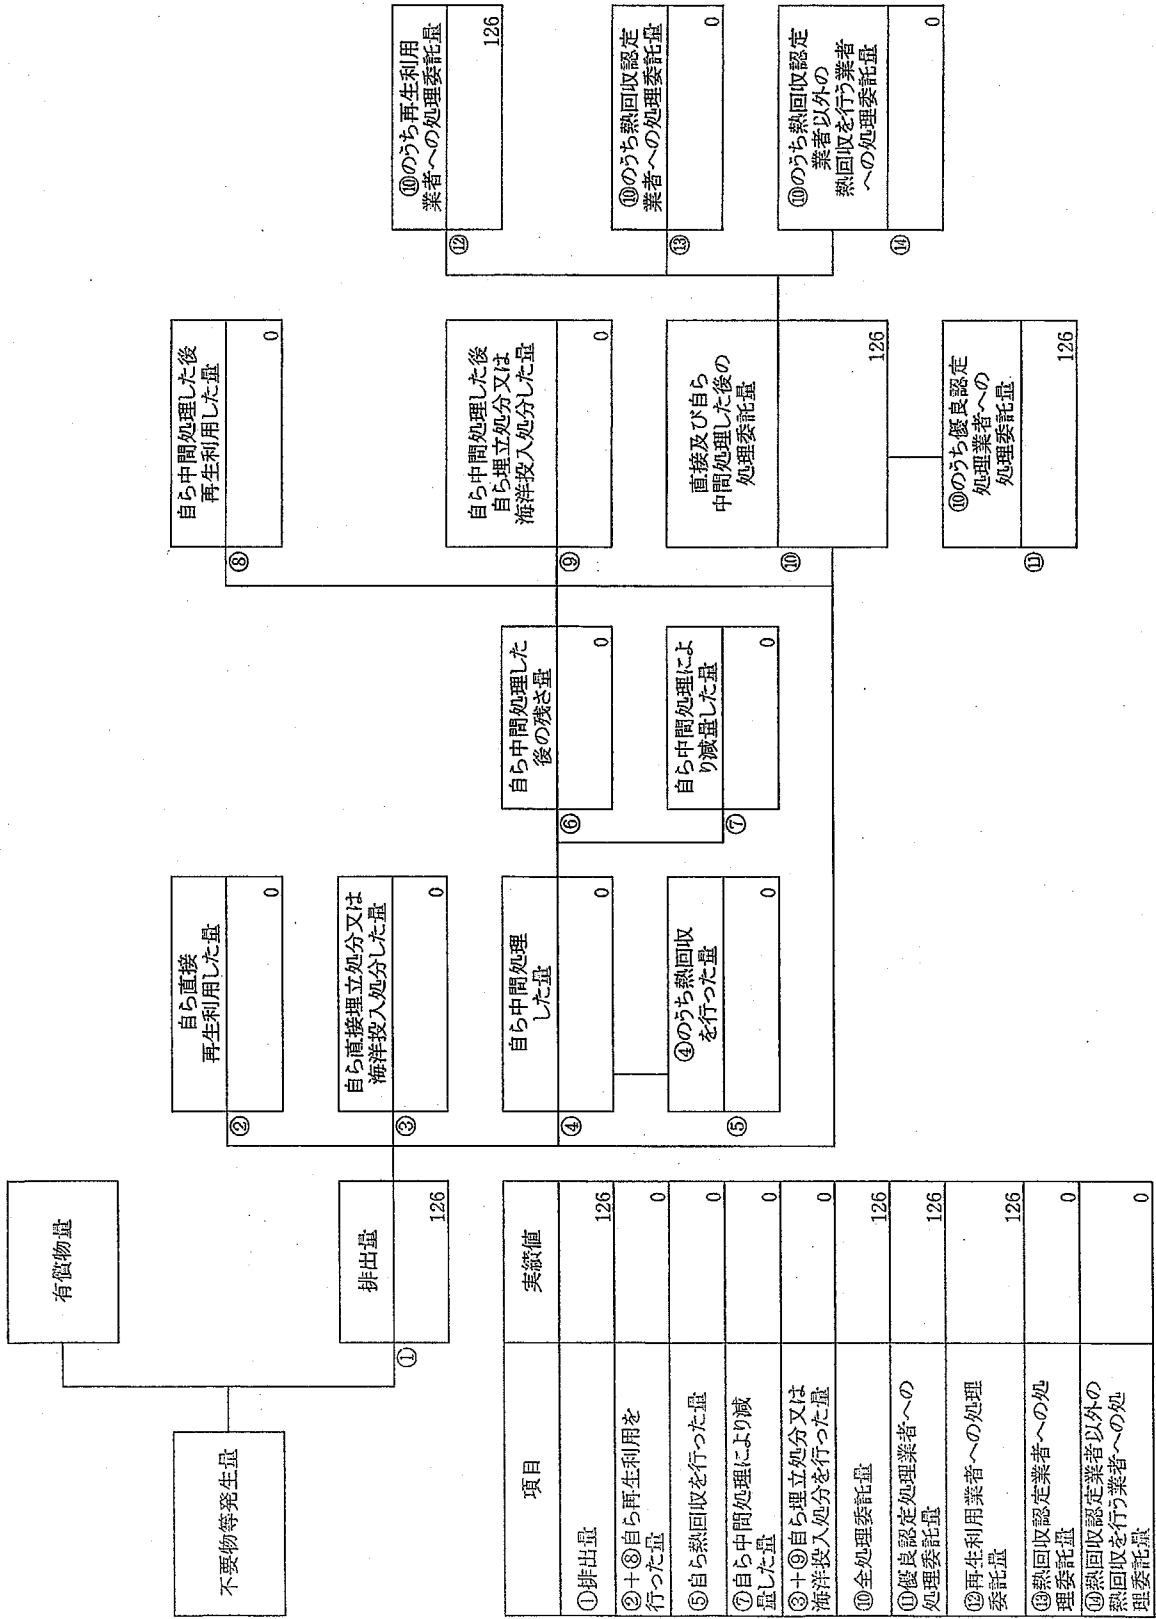 不要物等発生量
有償物量
①
排出量
126
②
自ら直接
再生利用した量
0
③
自ら直接埋立処分又は
海洋投入処分した量
0
④
自ら中間処理
した量
0
⑤
④のうち熱回収
を行った量
0
⑥
自ら中間処理した
後の残さ量
0
⑦
自ら中間処理によ
り減量した量
0
⑧
自ら中間処理した後
再生利用した量
0
⑨
自ら中間処理した後
自ら埋立処分又は
海洋投入処分した量
0
⑩
直接及び自ら
中間処理した後の
処理委託量
126
⑪
⑩のうち優良認定
処理業者への
処理委託量
126
⑫
⑩のうち再生利用
業者への処理委託量
126
⑬
⑩のうち熱回収認定
業者への処理委託量
0
⑭
⑩のうち熱回収認定
業者以外の
熱回収を行う業者
への処理委託量
0
項目 実績値
①排出量 126
②+⑧自ら再生利用を
行った量 0
⑤自ら熱回収を行った量 0
⑦自ら中間処理により減
量した量 0
③+⑨自ら埋立処分又は
海洋投入処分を行った量 0
⑩全処理委託量 126
⑪優良認定処理業者への
処理委託量 126
⑫再生利用業者への処理
委託量 126
⑬熱回収認定業者への処
理委託量 0
⑭熱回収認定業者以外の
熱回収を行う業者への処
理委託量 0